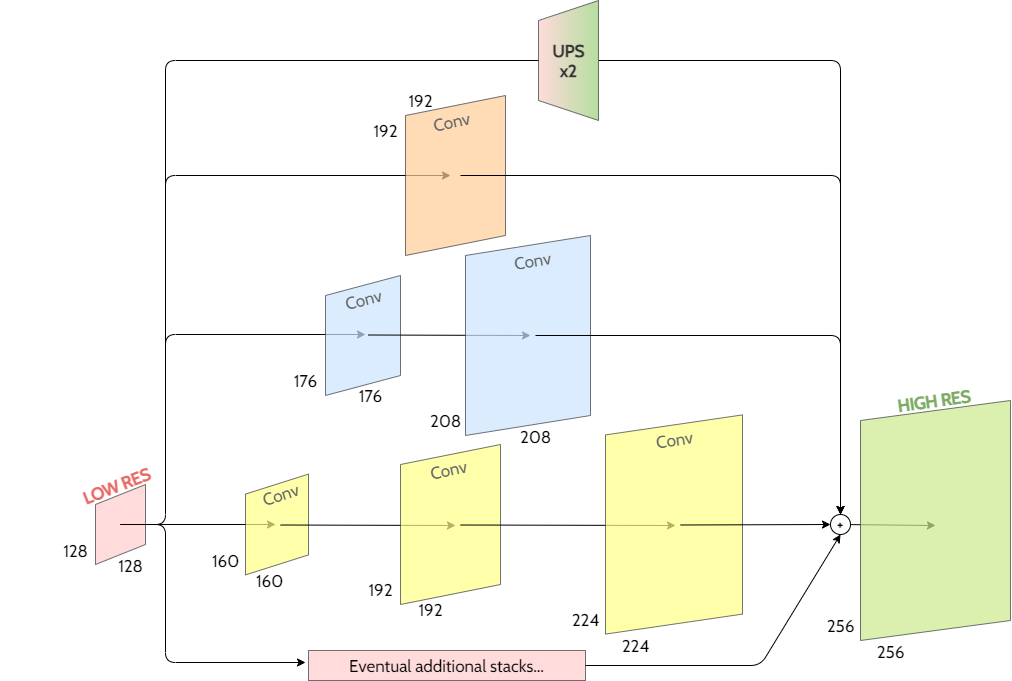 UPS
x2
192
192
Conv
Conv
176
176
Conv
208
208
LOW RES
128
128
Conv
160
160
Conv
192
192
Conv
224
224
HIGH RES
256
256
+
Eventual additional stacks...